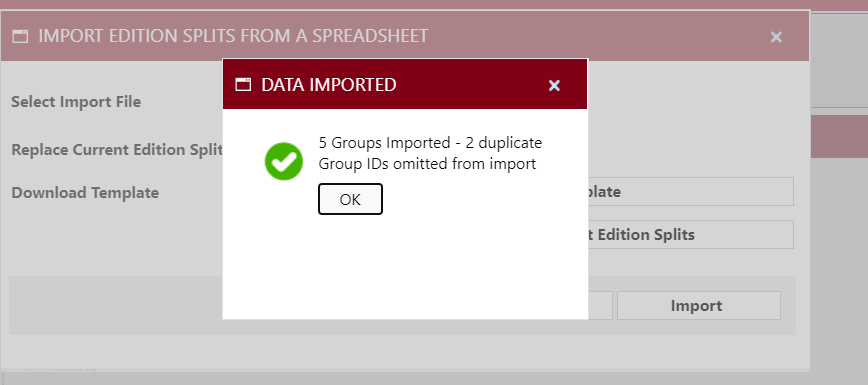 IMPORT EDITION SPLITS FROM A SPREADSHEET
DATA IMPORTED
Select Import File
5 Groups Imported - 2 duplicate
Group IDs omitted from import
Replace Current Edition Split
Download Template
OK
plate
t Edition Splits
Import